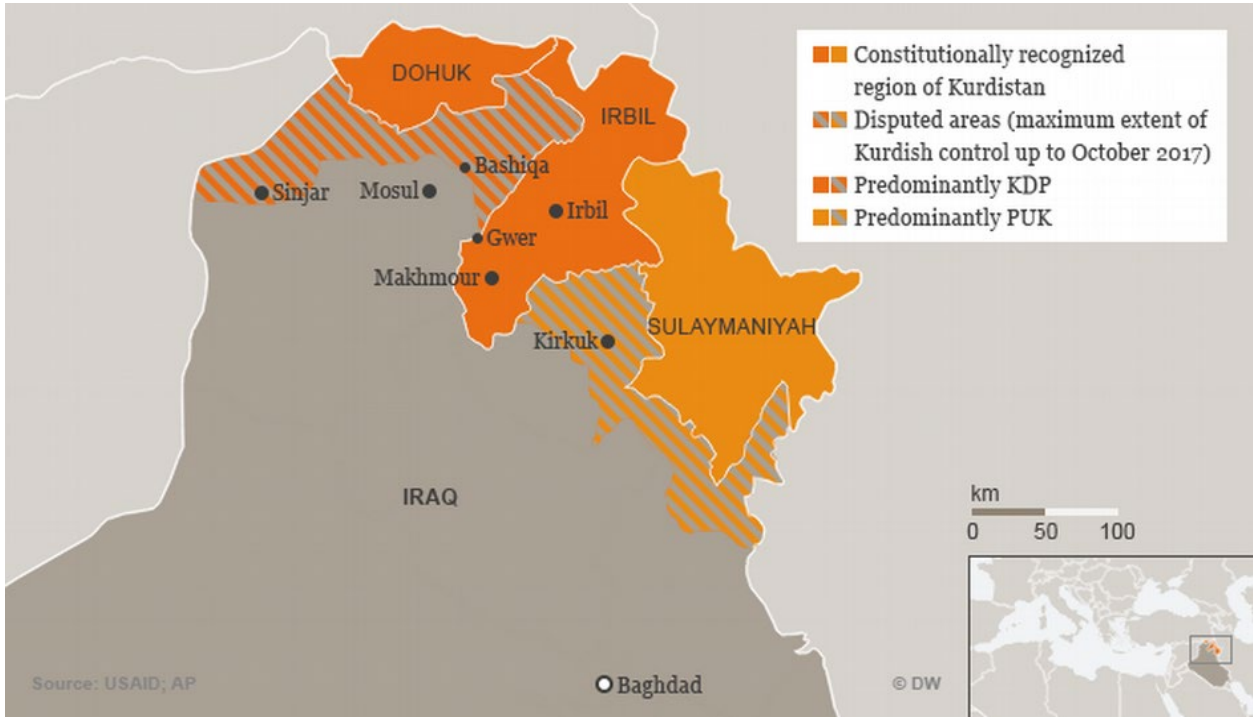 Constitutionally recognized
region of Kurdistan
Disputed areas (maximum extent of
Kurdish control up to October 2017)
Predominantly KDP
Predominantly PUK
DOHUK
IRBIL
Bashiqa
Sinjar
Mosul
Irbil
Gwer
Makhmour
SULAYMANIYAH
Kirkuk
IRAQ
km
0 50 100
Source: USAID; AP
Baghdad
© DW